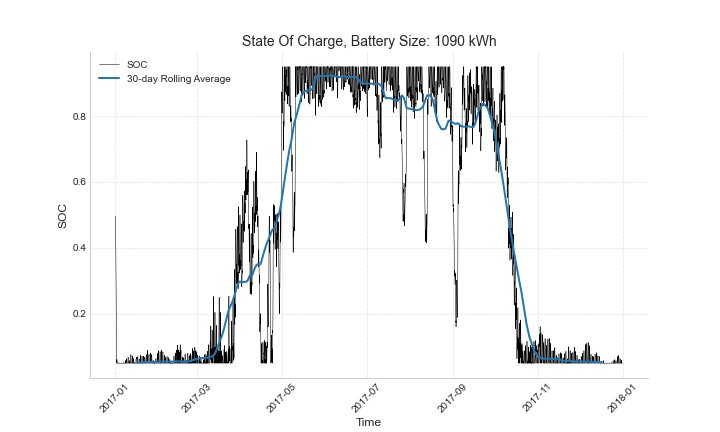 State Of Charge, Battery Size: 1090 kWh
SOC
30-day Rolling Average
0.8
0.6
0.4
0.2
SOC
2017-01
2017-03
2017-05
2017-07
2017-09
2017-11
2018-01
Time